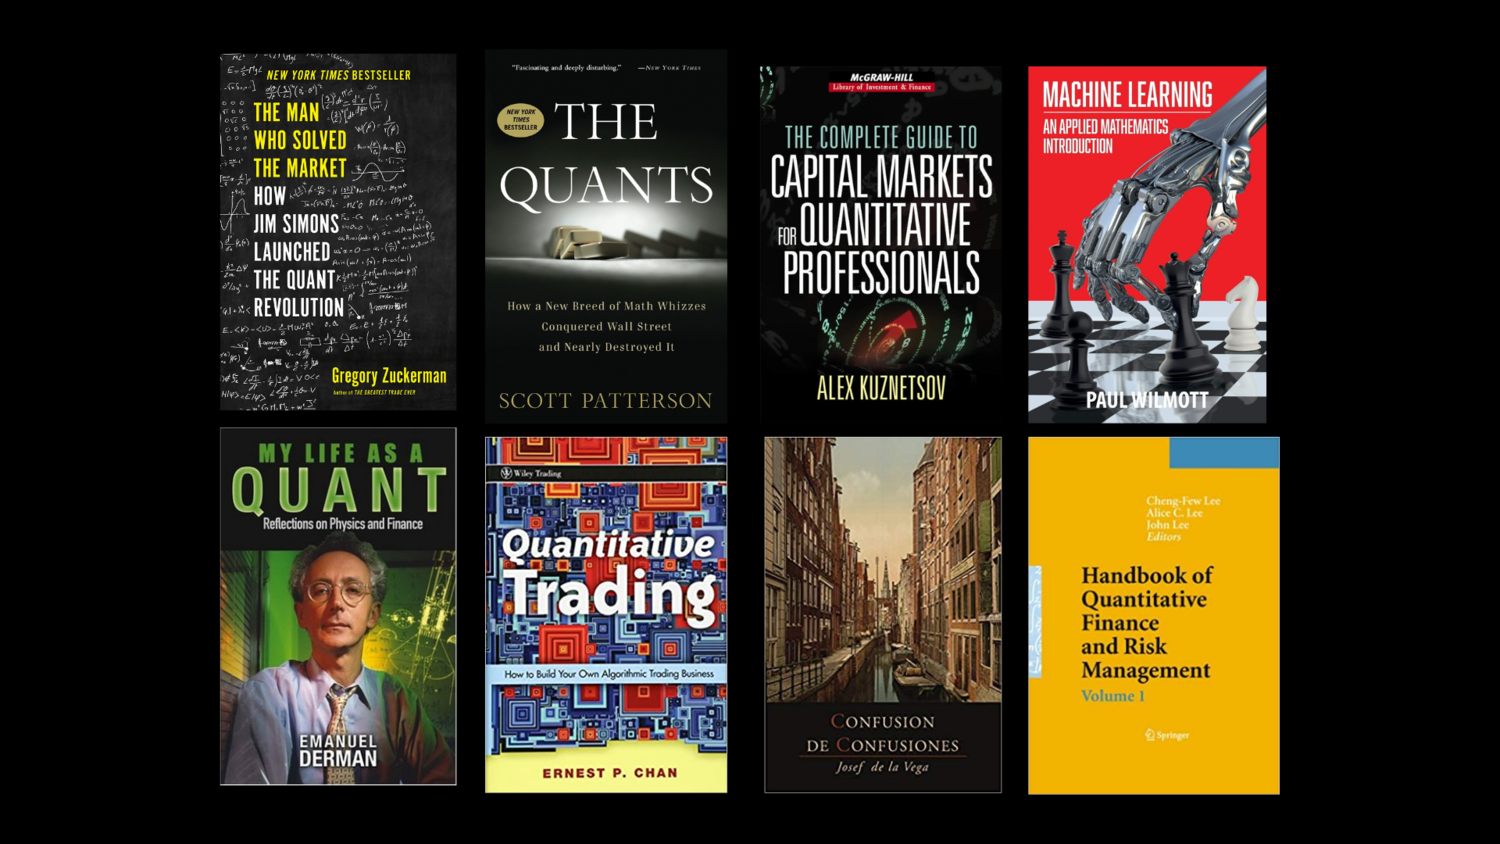 NEW YORK TIMES BESTSELLER
THE MAN
WHO SOLVED
THE MARKET
HOW
JIM SIMONS
LAUNCHED
THE QUANT
REVOLUTION
Gregory Zuckerman
Author of THE GREATEST TRADE EVER
"Fascinating and deeply disturbing." —NEW YORK TIMES
NEW YORK
TIMES
BESTSELLER
THE
QUANTS
How a New Breed of Math Whizzes
Conquered Wall Street
and Nearly Destroyed It
SCOTT PATTERSON
McGRAW-HILL
Library of Investment & Finance
THE COMPLETE GUIDE TO
CAPITAL MARKETS
FOR QUANTITATIVE
PROFESSIONALS
ALEX KUZNETSOV
MACHINE LEARNING
AN APPLIED MATHEMATICS
INTRODUCTION
PAUL WILMOTT
MY LIFE AS A
QUANT
Reflections on Physics and Finance
EMANUEL
DERMAN
Wiley Trading
Quantitative
Trading
How to Build Your Own Algorithmic Trading Business
ERNEST P. CHAN
CONFUSION
DE CONFUSIONES
Josef de la Vega
Cheng-Few Lee
Alice C. Lee
John Lee
Editors
Handbook of
Quantitative
Finance
and Risk
Management
Volume 1
Springer